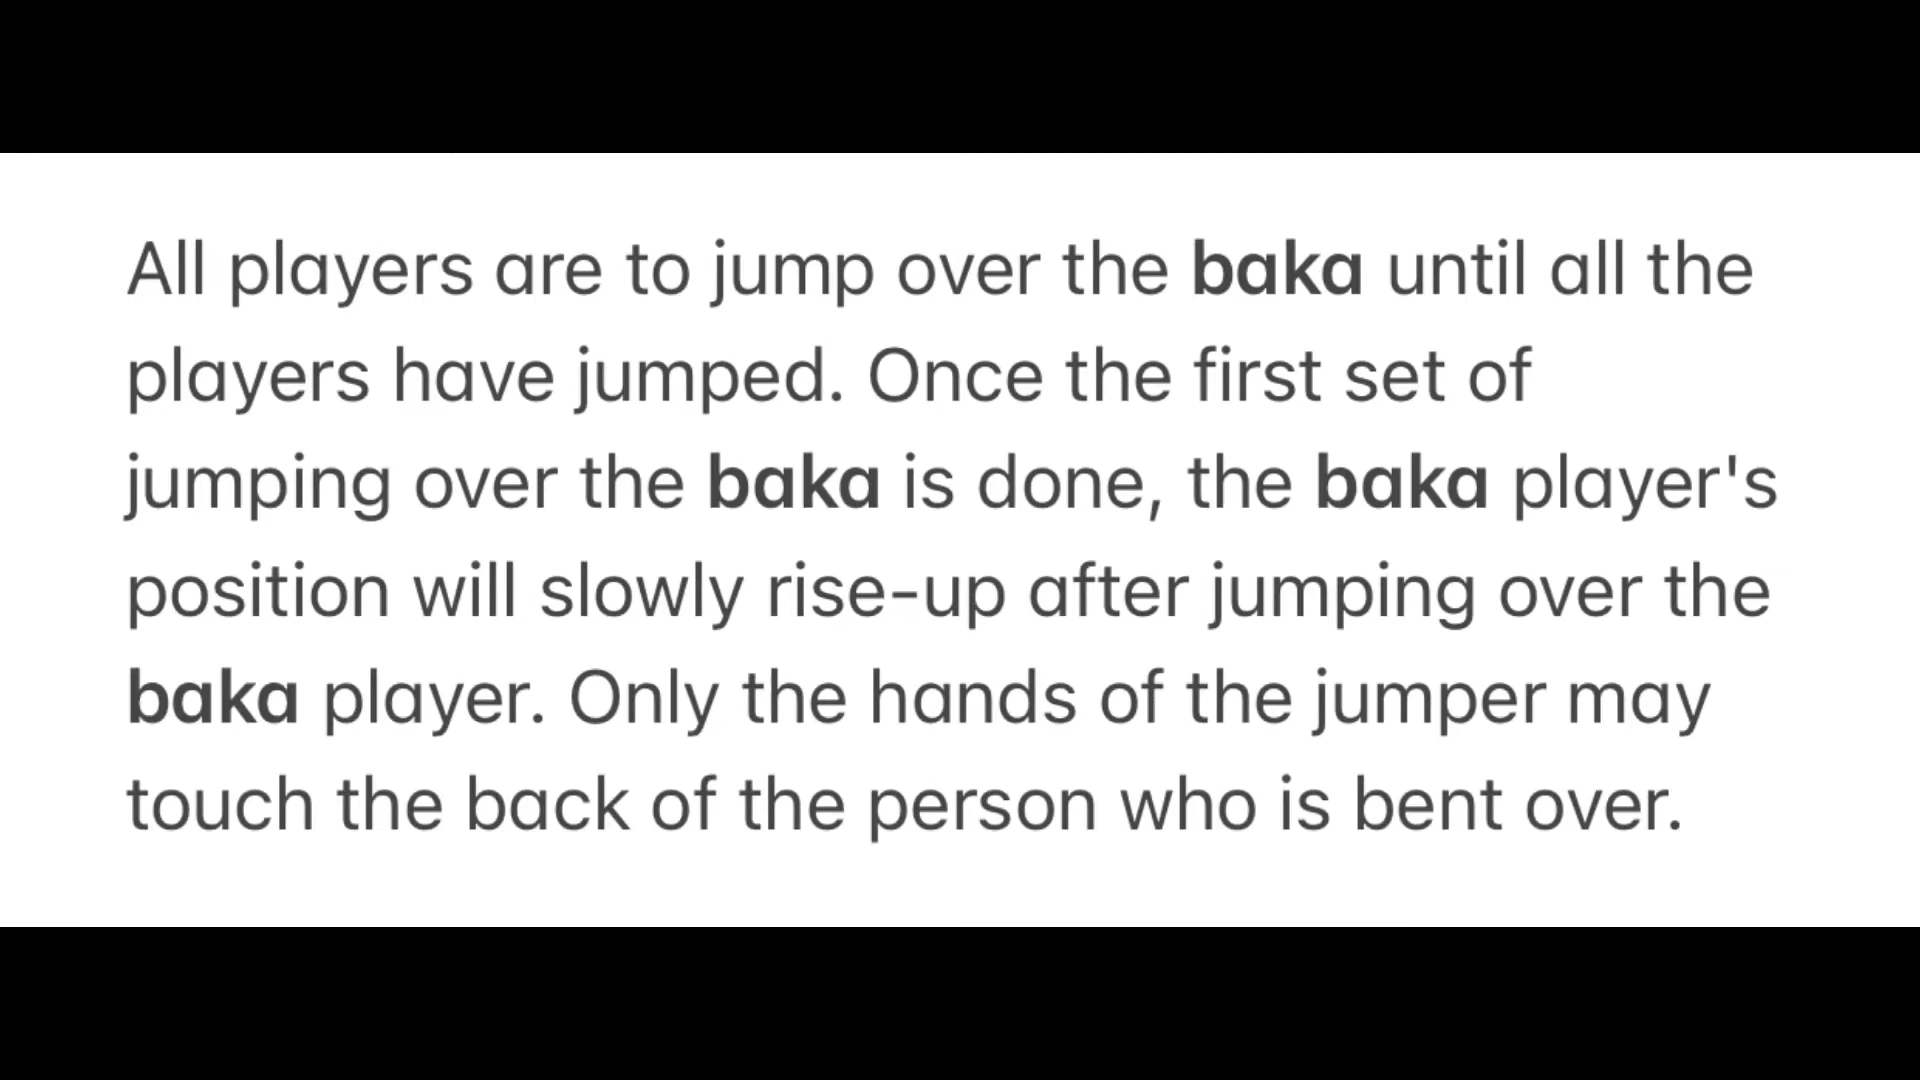 All players are to jump over the baka until all the
players have jumped. Once the first set of
jumping over the baka is done, the baka player's
position will slowly rise-up after jumping over the
baka player. Only the hands of the jumper may
touch the back of the person who is bent over.